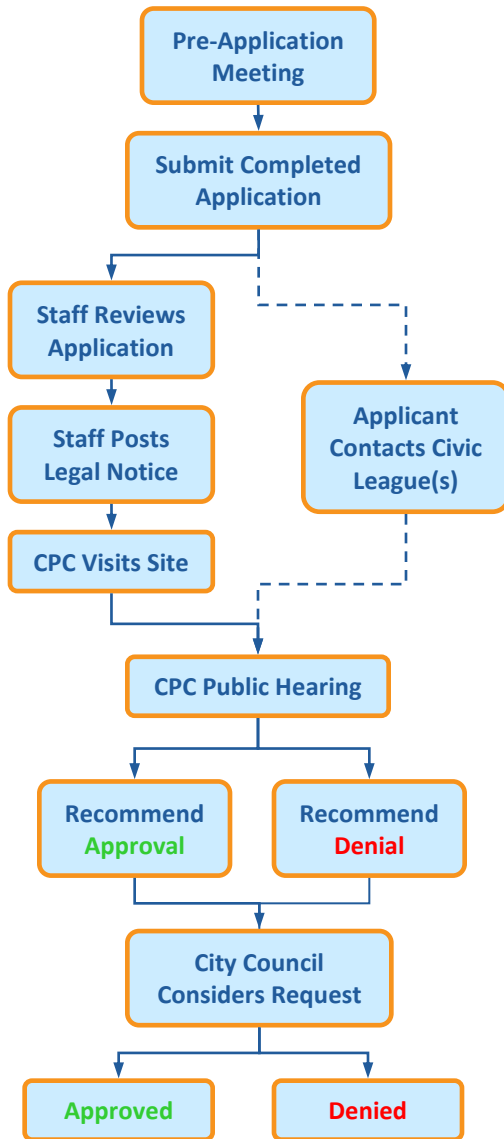 Pre-Application
Meeting
Submit Completed
Application
Staff Reviews
Application
Staff Posts
Legal Notice
Applicant
Contacts Civic
League(s)
CPC Visits Site
CPC Public Hearing
Recommend
Approval
Recommend
Denial
City Council
Considers Request
Approved
Denied